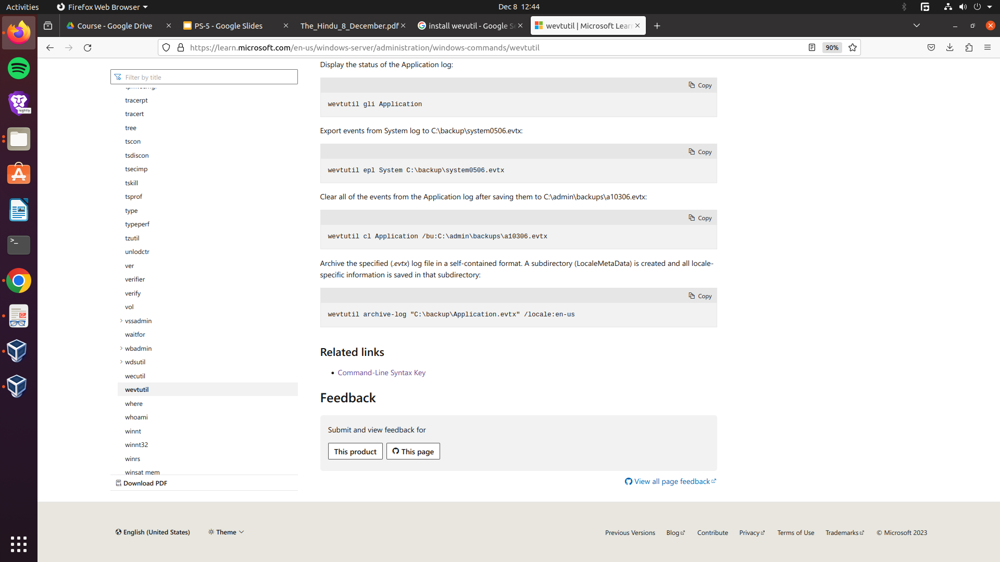 Activities
Firefox Web Browser
Dec 8 12:44
Course - Google Drive
PS-5 - Google Slides
The_Hindu_8_December.pdf
install wevutil - Google Se
wevtutil | Microsoft Learn
https://learn.microsoft.com/en-us/windows-server/administration/windows-commands/wevtutil
90%
nightly
Filter by title
tracerpt
tracert
tree
tscon
tsdiscon
tsecimp
tskill
tsprof
type
typeperf
tzutil
unlodctr
ver
verifier
verify
vol
vssadmin
waitfor
wbadmin
wdsutil
wecutil
wevtutil
where
whoami
winnt
winnt32
winrs
winsat mem
Download PDF
Display the status of the Application log:
Copy
wevtutil gli Application
Export events from System log to C:\backup\system0506.evtx:
Copy
wevtutil epl System C:\backup\system0506.evtx
Clear all of the events from the Application log after saving them to C:\admin\backups\a10306.evtx:
Copy
wevtutil cl Application /bu:C:\admin\backups\a10306.evtx
Archive the specified (.evtx) log file in a self-contained format. A subdirectory (LocaleMetaData) is created and all locale-
specific information is saved in that subdirectory:
Copy
wevtutil archive-log "C:\backup\Application.evtx" /locale:en-us
Related links
Command-Line Syntax Key
Feedback
Submit and view feedback for
This product
This page
View all page feedback
English (United States)
Theme
Previous Versions
Blog
Contribute
Privacy
Terms of Use
Trademarks
© Microsoft 2023